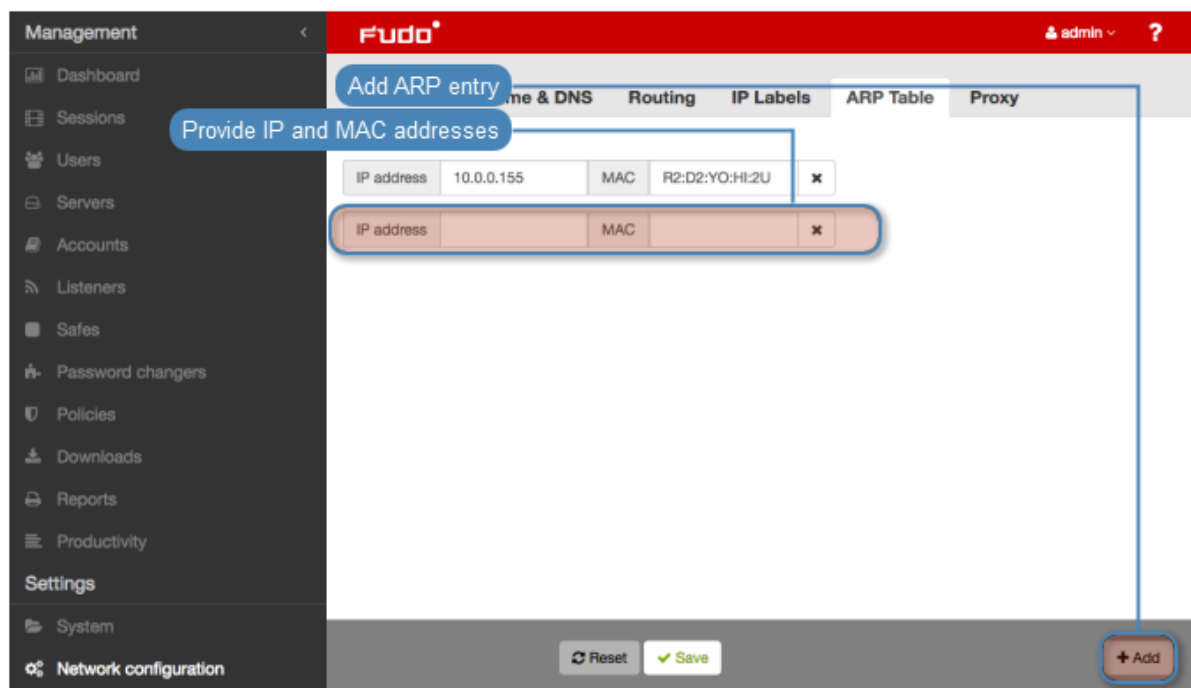 Management
Fudo
admin
?
Dashboard
Sessions
Users
Servers
Accounts
Listeners
Safes
Password changers
Policies
Downloads
Reports
Productivity
Settings
System
Network configuration
Add ARP entry
me & DNS Routing IP Labels ARP Table Proxy
Provide IP and MAC addresses
IP address 10.0.0.155 MAC R2:D2:YO:HI:2U
IP address MAC
Reset Save Add